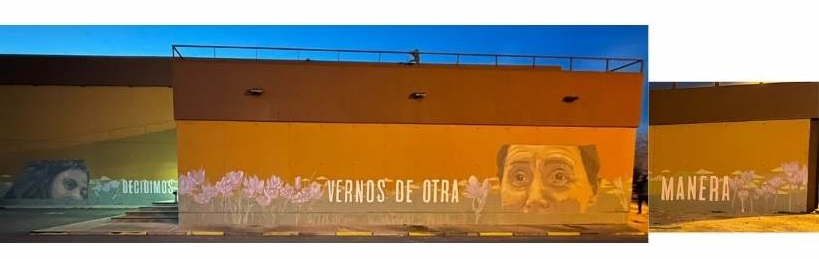 DECIDIMOS VERNOS DE OTRA MANERA